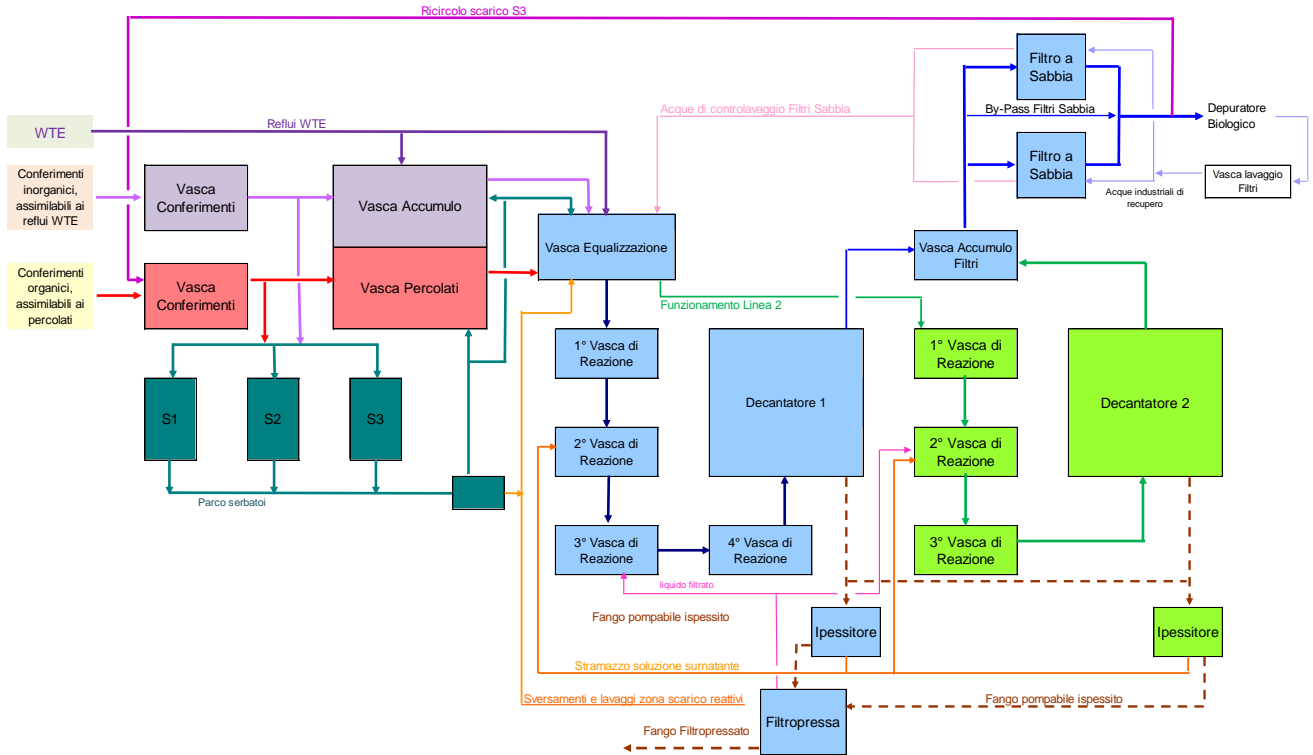 Ricircolo scarico S3
Filtro a
Sabbia
Acque di controlavaggio Filtri Sabbia
By-Pass Filtri Sabbia
Depuratore
Biologico
WTE
Reflui WTE
Filtro a
Sabbia
Vasca lavaggio
Filtri
Acque industriali di
recupero
Conferimenti
inorganici,
assimilabili ai
reflui WTE
Vasca
Conferimenti
Vasca Accumulo
Vasca Equalizzazione
Vasca Accumulo
Filtri
Conferimenti
organici,
assimilabili ai
percolati
Vasca
Conferimenti
Vasca Percolati
Funzionamento Linea 2
1° Vasca di
Reazione
Decantatore 1
1° Vasca di
Reazione
Decantatore 2
S1
S2
S3
2° Vasca di
Reazione
2° Vasca di
Reazione
Parco serbatoi
3° Vasca di
Reazione
4° Vasca di
Reazione
3° Vasca di
Reazione
liquido filtrato
Fango pompabile ispessito
Ipessitore
Ipessitore
Stramazzo soluzione surnatante
Sversamenti e lavaggi zona scarico reattivi
Fango pompabile ispessito
Filtropressa
Fango Filtropressato